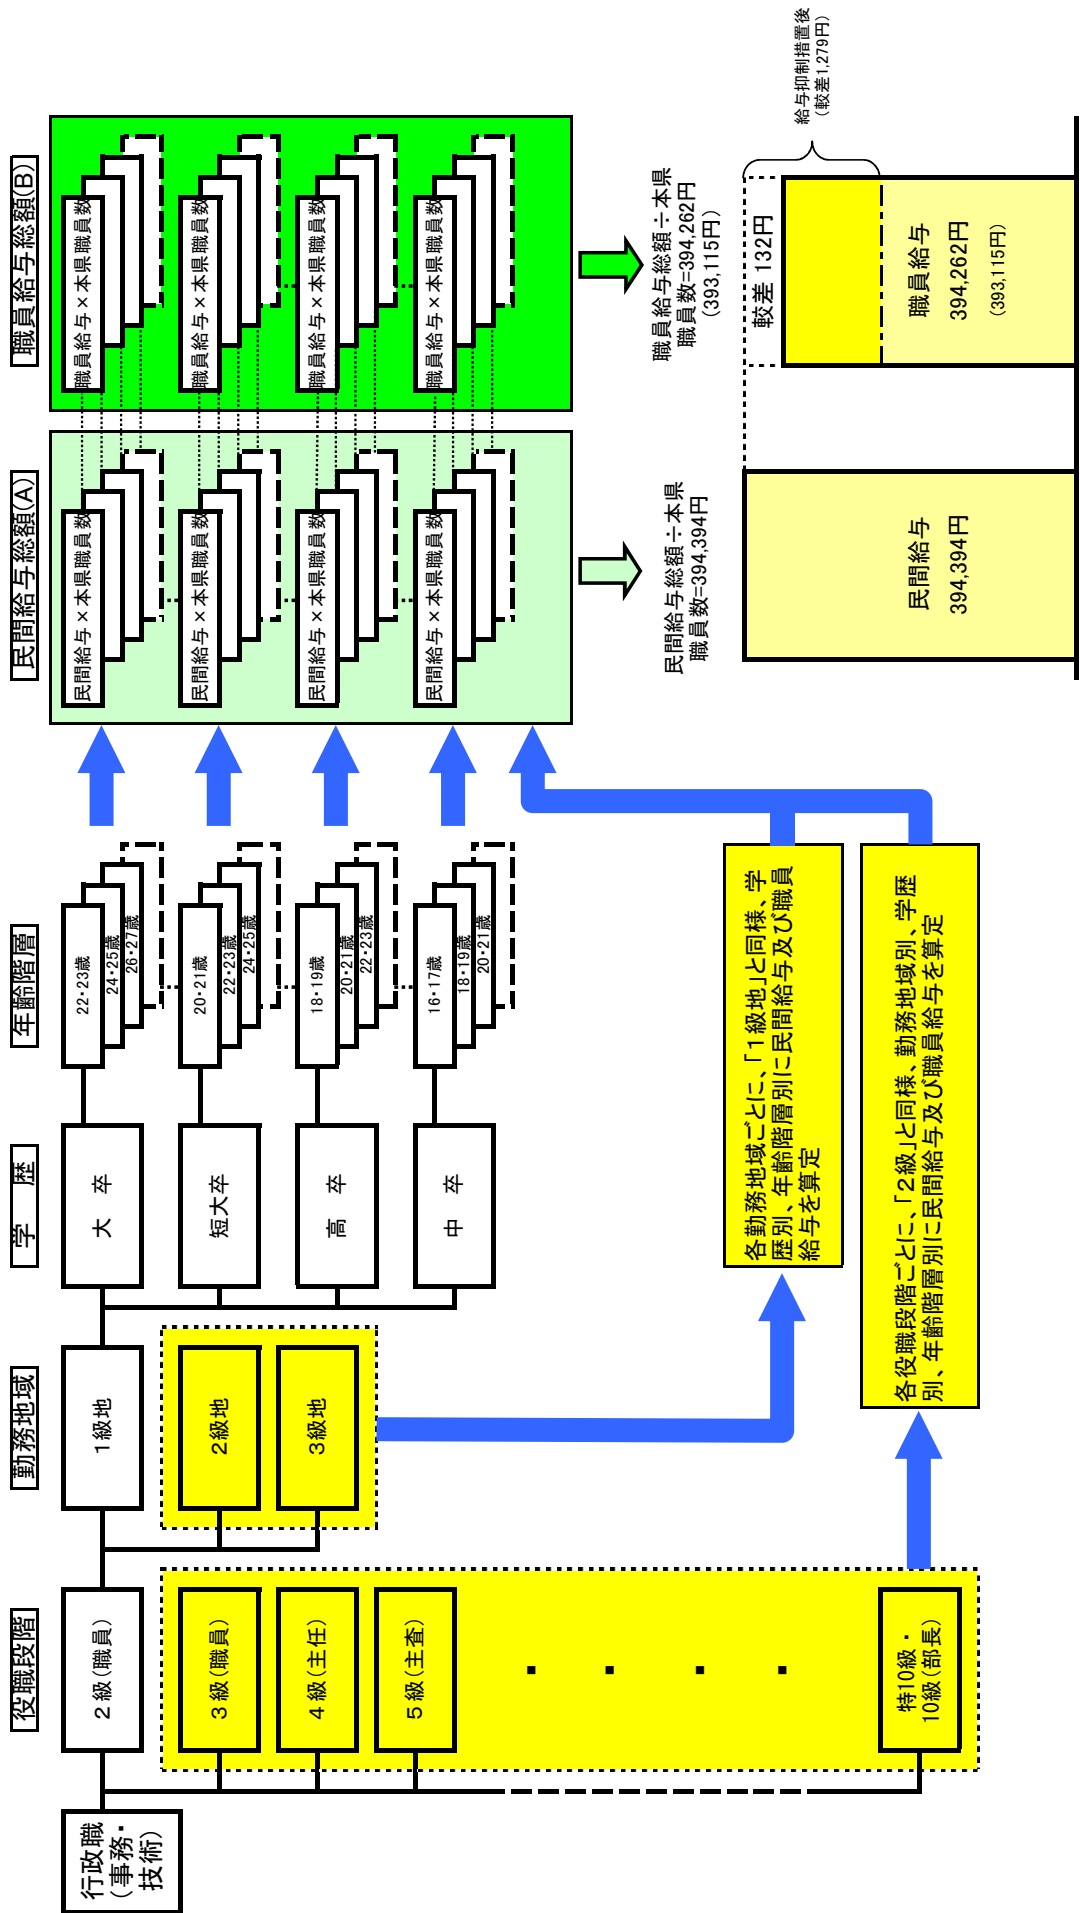 役職段階
勤務地域
学　歴
年齢階層
民間給与総額(A)
職員給与総額(B)
行政職
(事務・
技術)
2級(職員)
3級(職員)
4級(主任)
5級(主査)
・
・
・
・
特10級・
10級(部長)
1級地
2級地
3級地
大　卒
短大卒
高　卒
中　卒
22・23歳
24・25歳
26・27歳
20・21歳
22・23歳
24・25歳
18・19歳
20・21歳
22・23歳
16・17歳
18・19歳
20・21歳
民間給与×本県職員数
民間給与×本県職員数
民間給与×本県職員数
民間給与×本県職員数
職員給与×本県職員数
職員給与×本県職員数
職員給与×本県職員数
職員給与×本県職員数
各勤務地域ごとに、「1級地」と同様、学
歴別、年齢階層別に民間給与及び職員
給与を算定
各役職段階ごとに、「2級」と同様、勤務地域別、学歴
別、年齢階層別に民間給与及び職員給与を算定
民間給与総額÷本県
職員数=394,394円
職員給与総額÷本県
職員数=394,262円
(393,115円)
民間給与
394,394円
較差 132円
職員給与
394,262円
(393,115円)
給与抑制措置後
(較差1,279円)